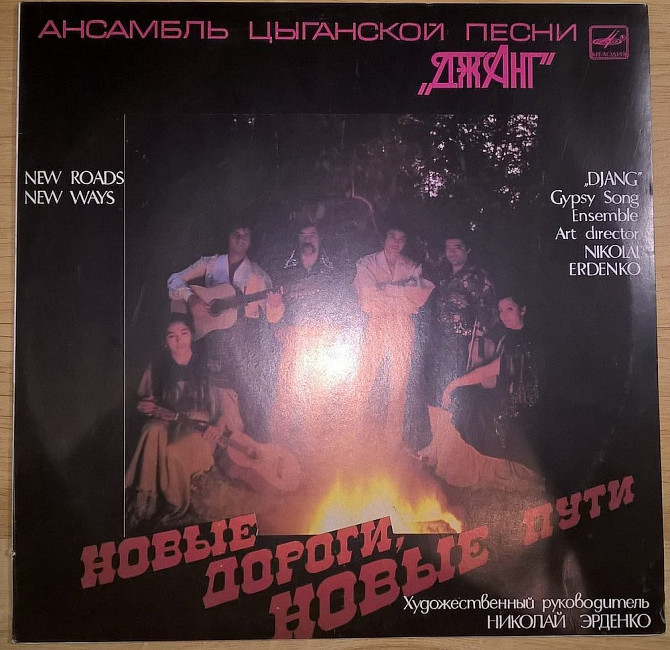 АНСАМБЛЬ ЦЫГАНСКОЙ ПЕСНИ
„ДЖАНГ“
МЕЛОДИЯ
NEW ROADS
NEW WAYS
„DJANG”
Gypsy Song
Ensemble
Art director
NIKOLAI
ERDENKO
НОВЫЕ
ДОРОГИ,
НОВЫЕ ПУТИ
Художественный руководитель
НИКОЛАЙ ЭРДЕНКО